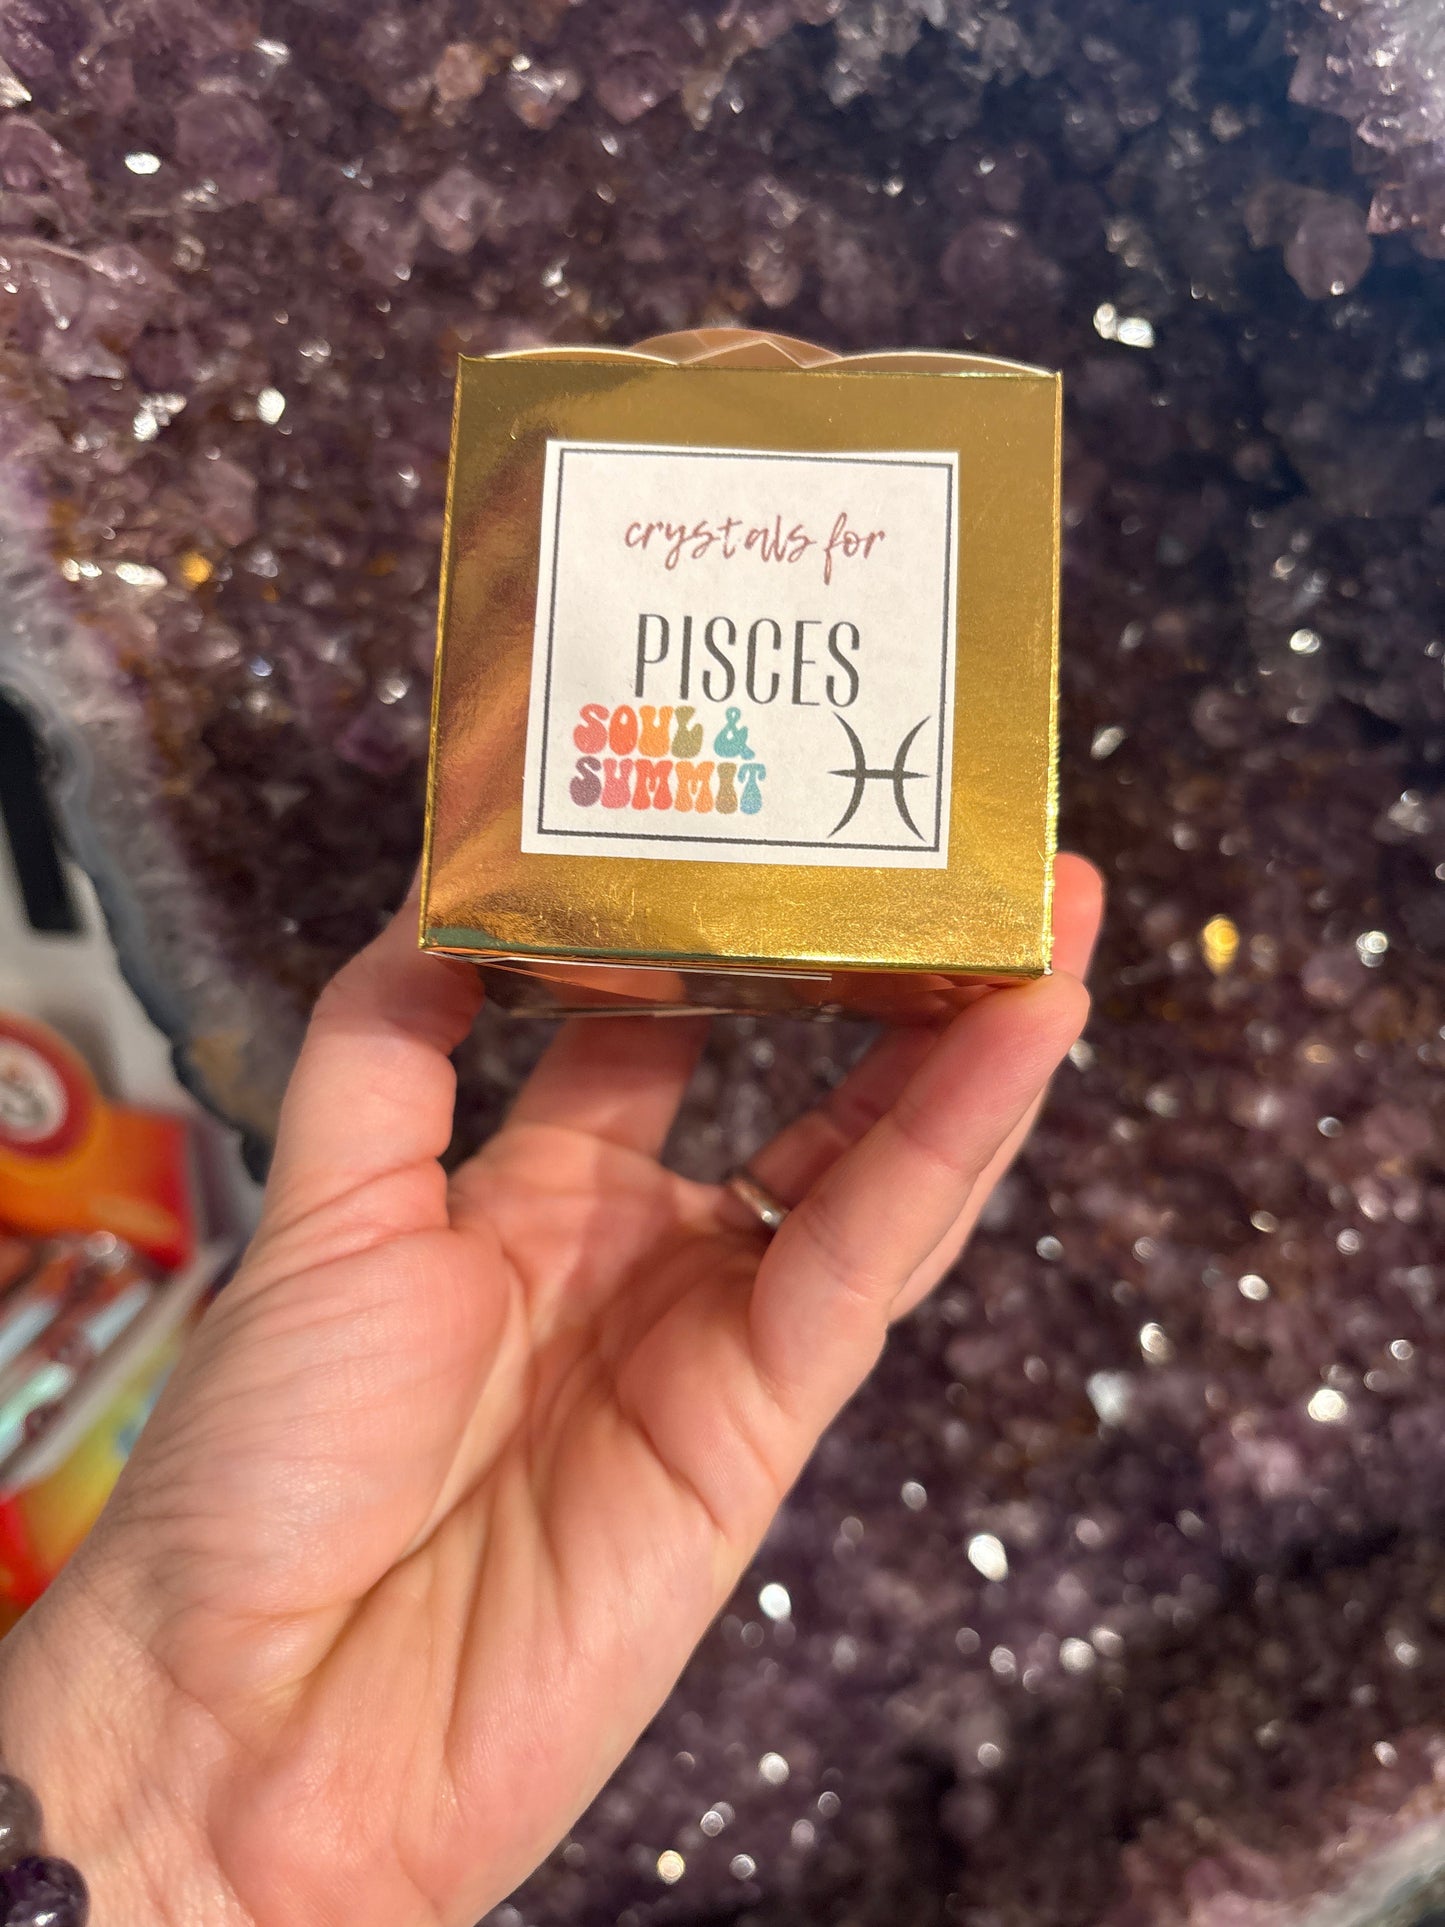 crystals for
PISCES
SOUL &
SUMMIT